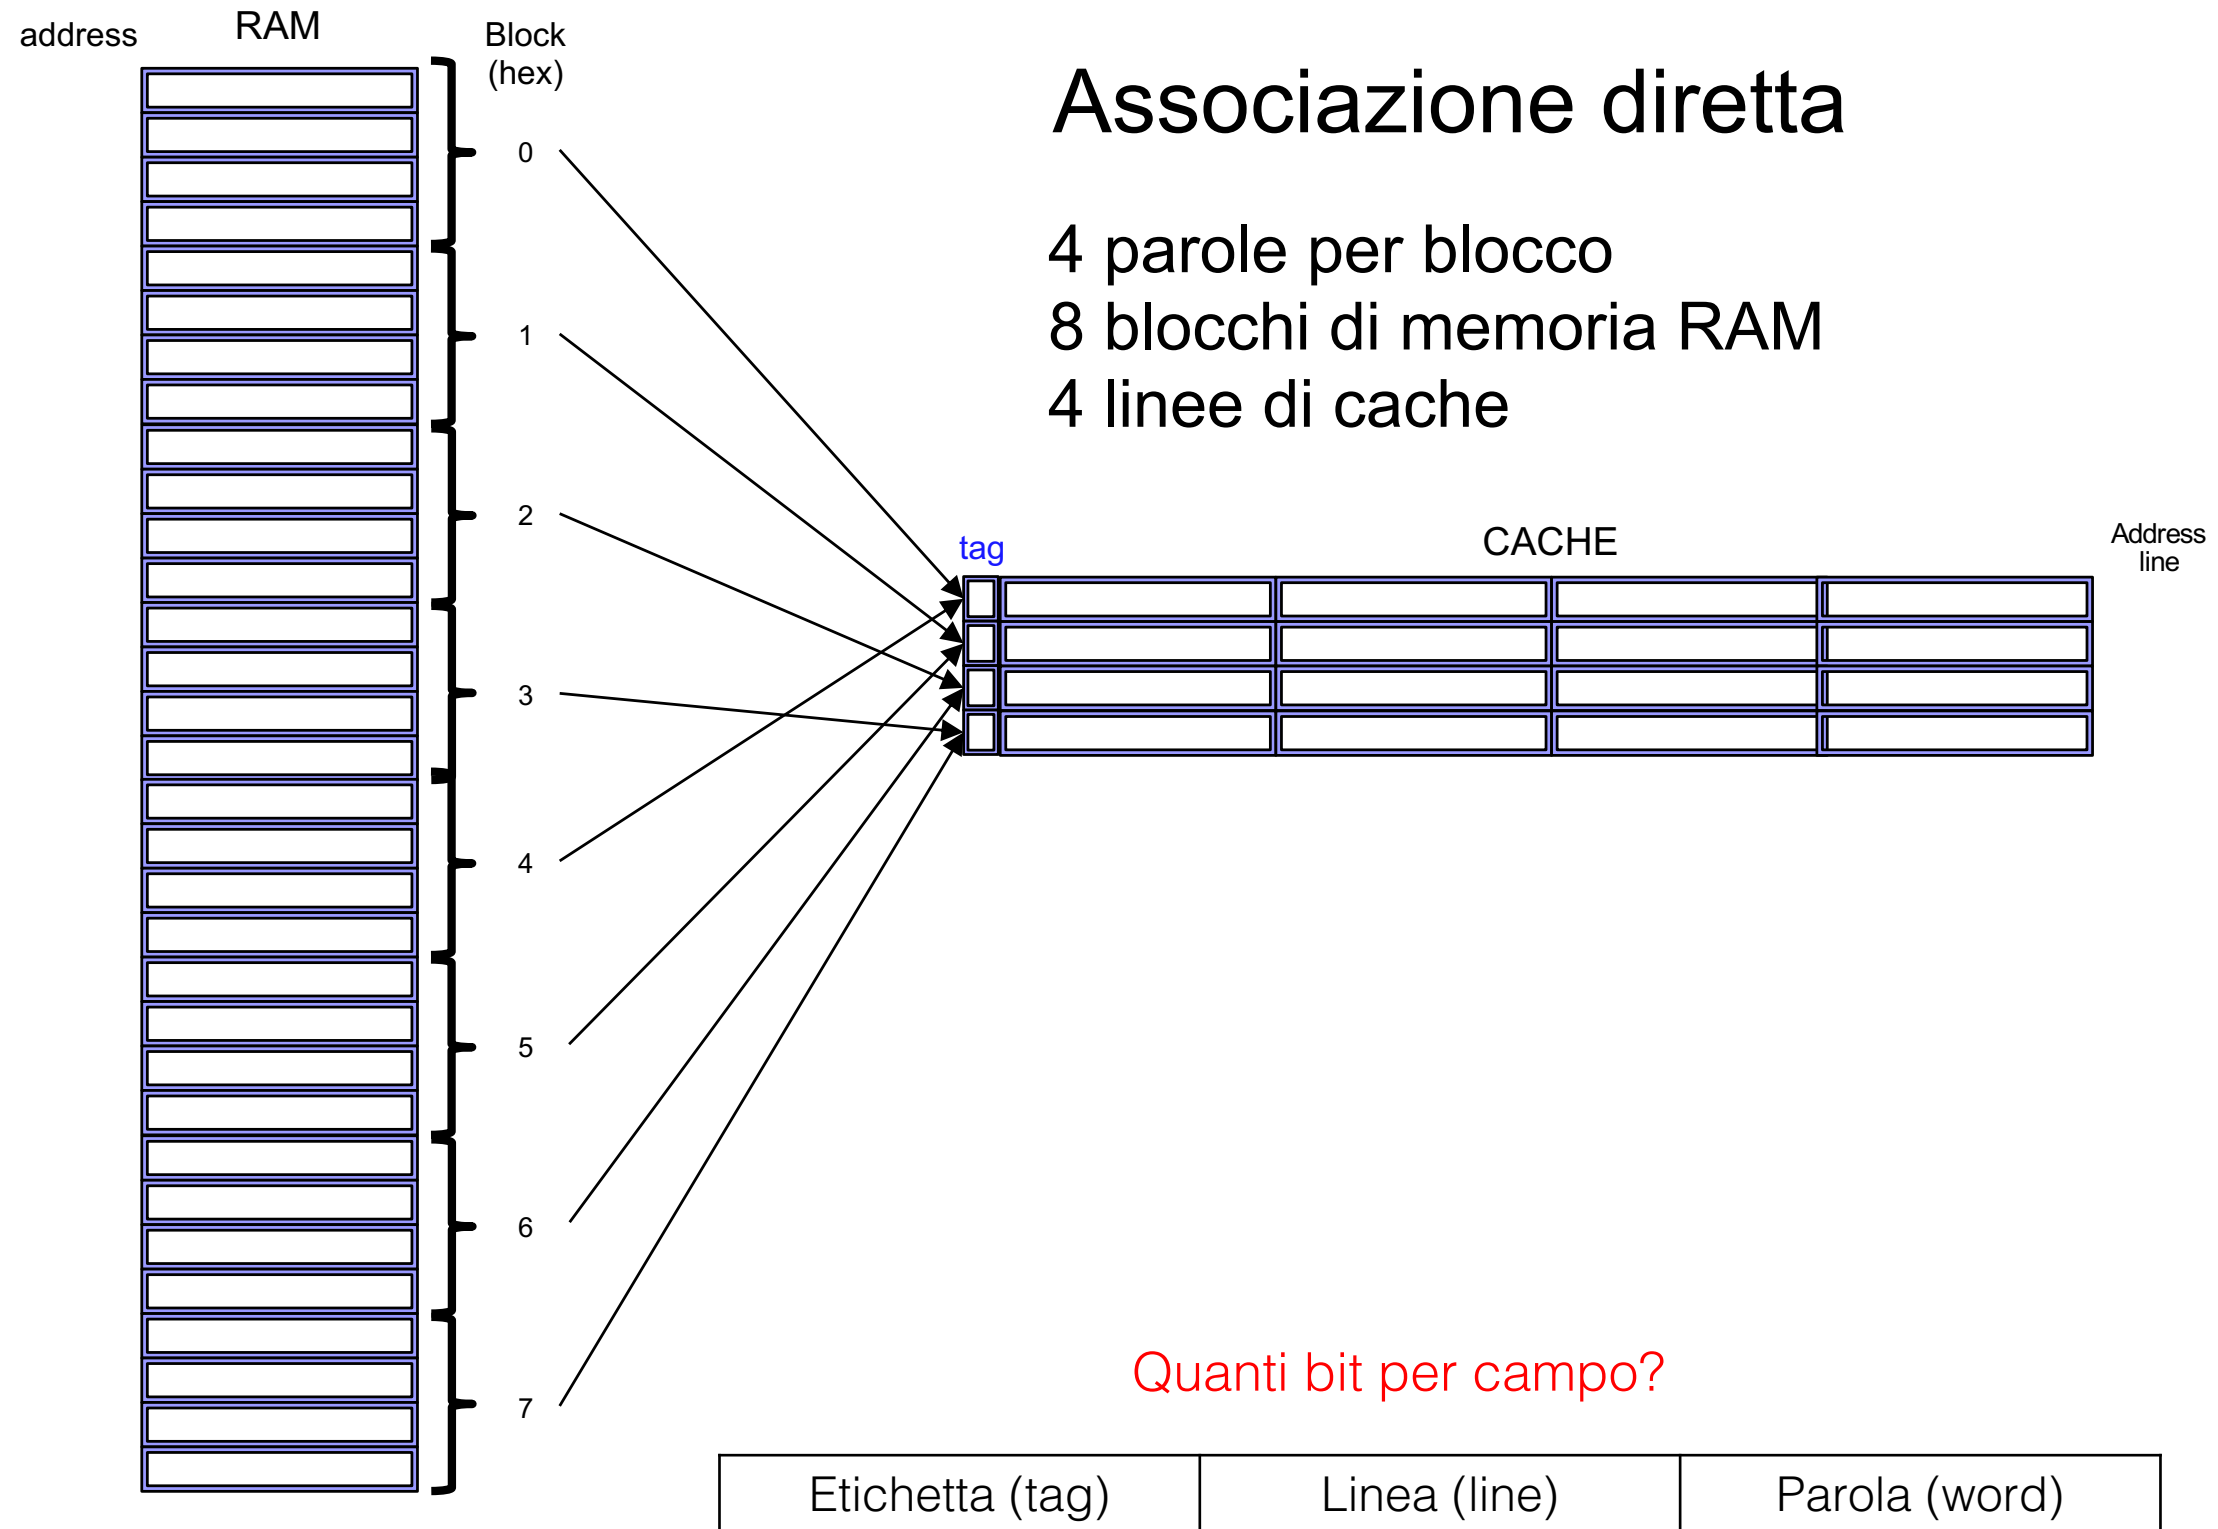 address
RAM
Block
(hex)
0
1
2
3
4
5
6
7
Associazione diretta
4 parole per blocco
8 blocchi di memoria RAM
4 linee di cache
tag
CACHE
Address
line
Quanti bit per campo?
Etichetta (tag)
Linea (line)
Parola (word)